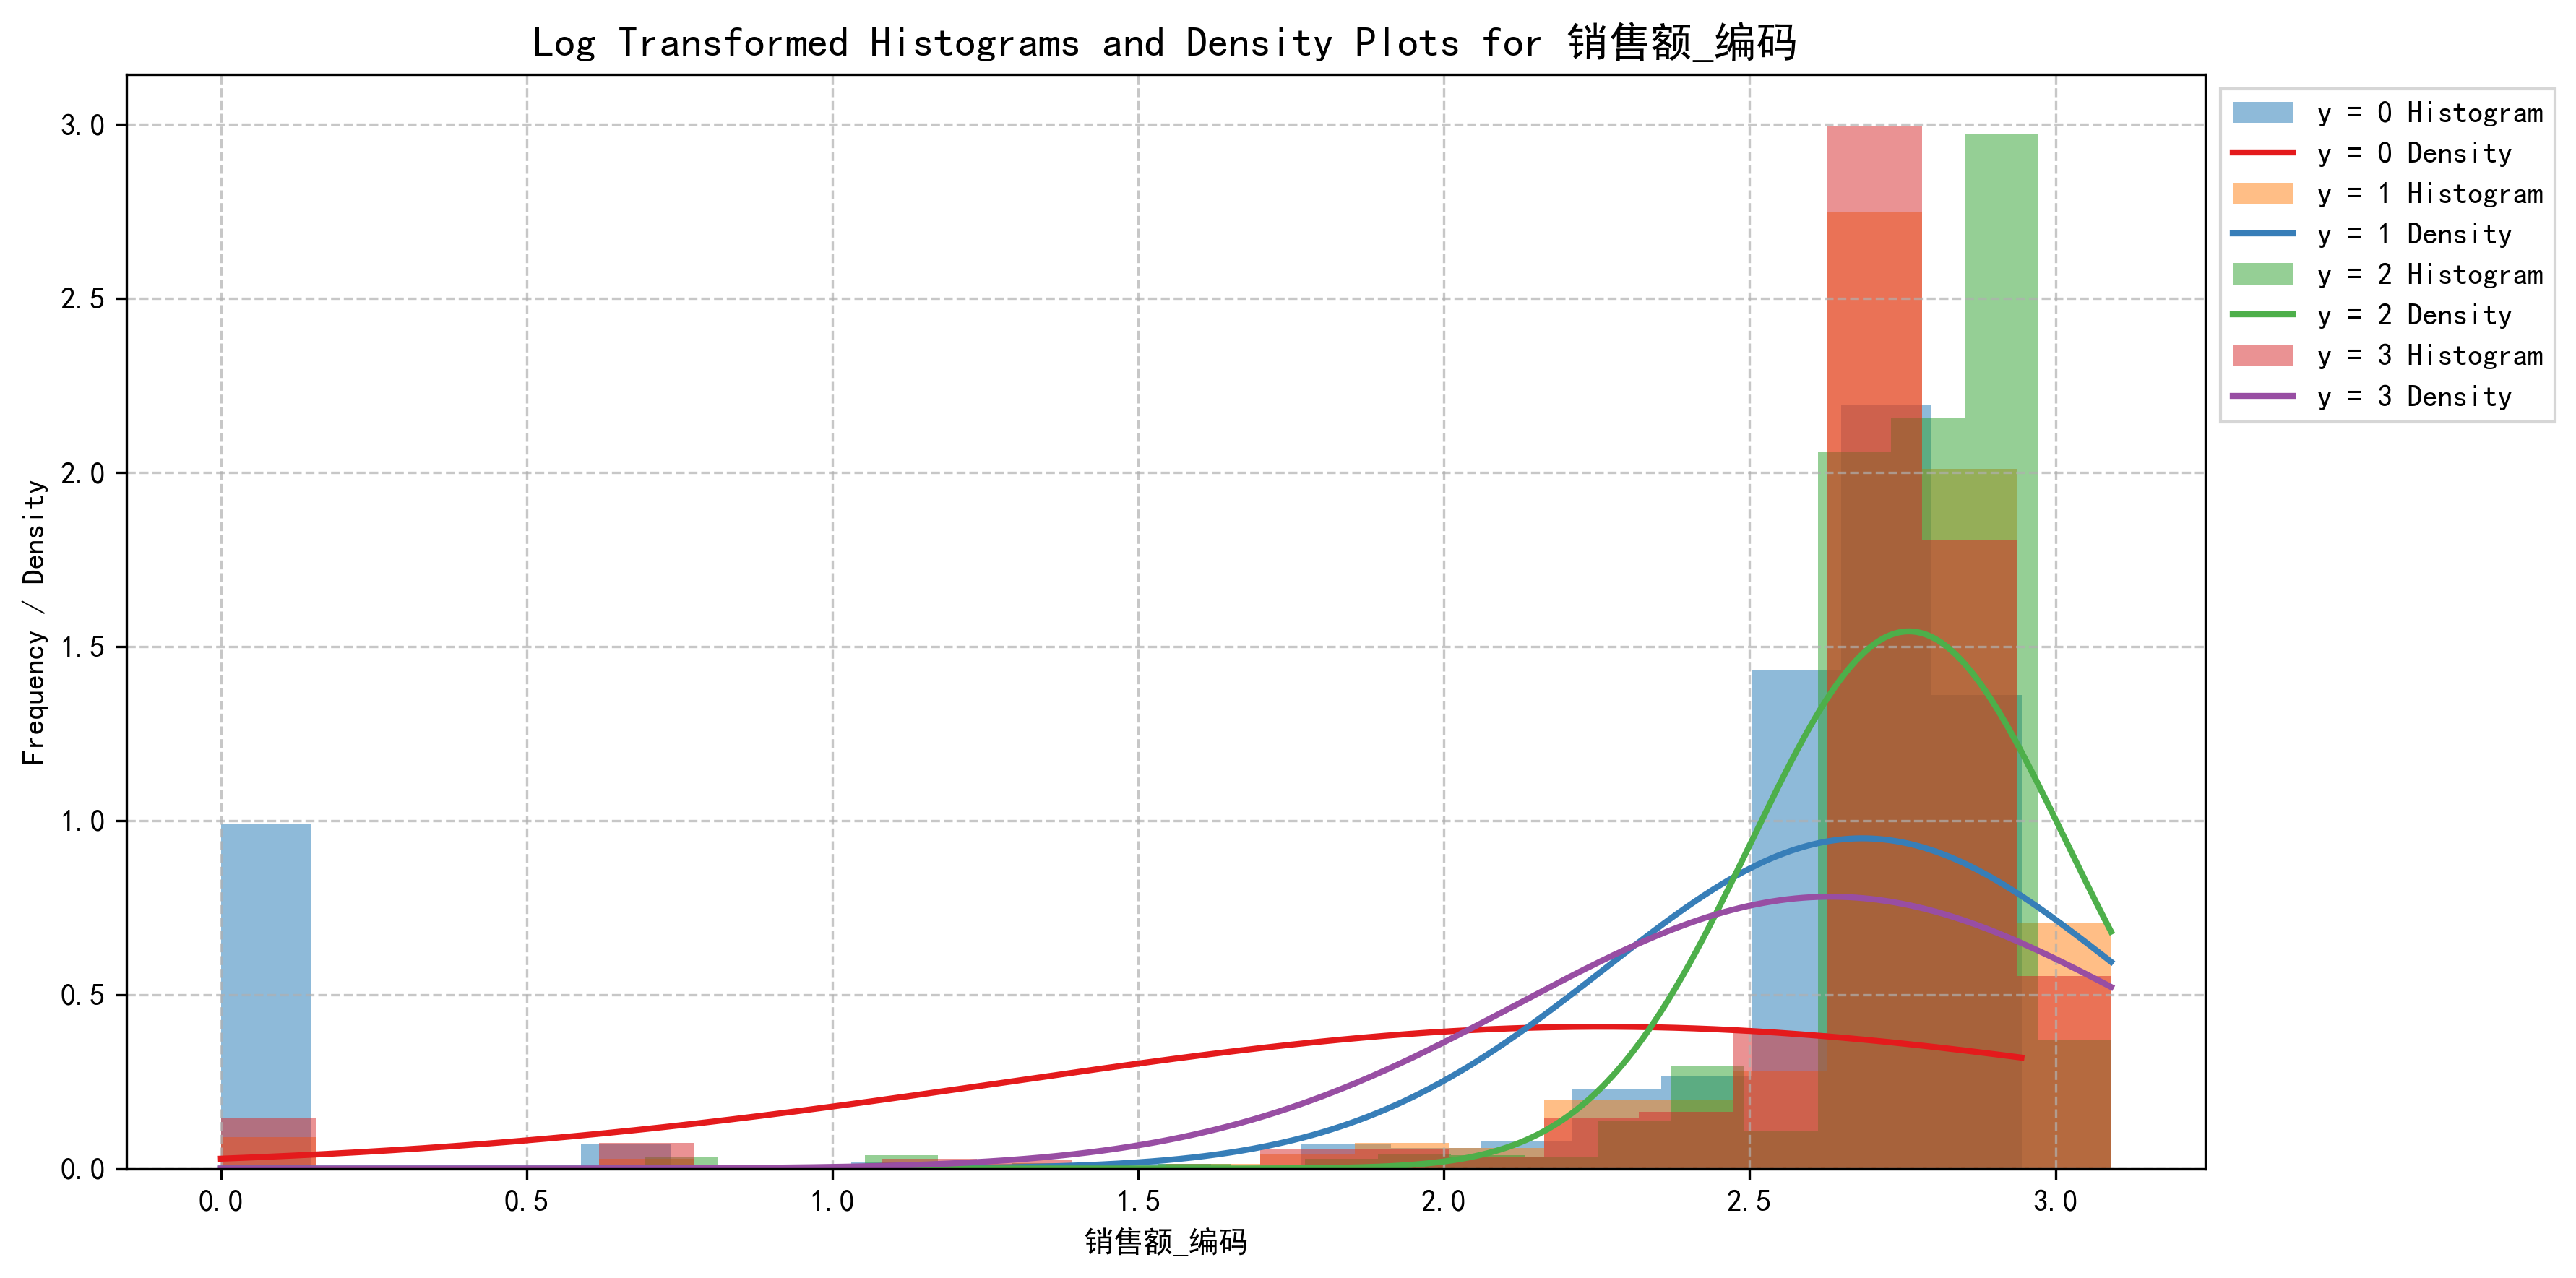 Log Transformed Histograms and Density Plots for 销售额_编码
Frequency / Density
3.0
2.5
2.0
1.5
1.0
0.5
0.0
0.0 0.5 1.0 1.5 2.0 2.5 3.0
销售额_编码
y = 0 Histogram
y = 0 Density
y = 1 Histogram
y = 1 Density
y = 2 Histogram
y = 2 Density
y = 3 Histogram
y = 3 Density